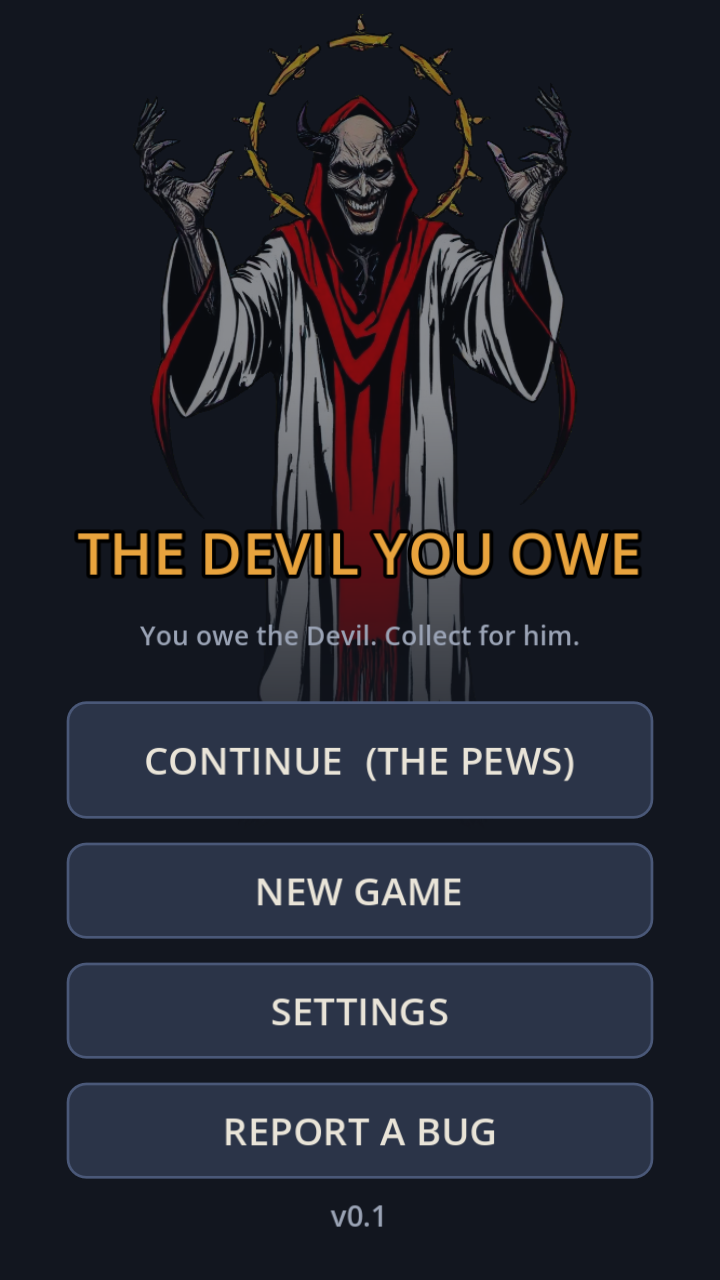 THE DEVIL YOU OWE
You owe the Devil. Collect for him.
CONTINUE (THE PEWS)
NEW GAME
SETTINGS
REPORT A BUG
v0.1